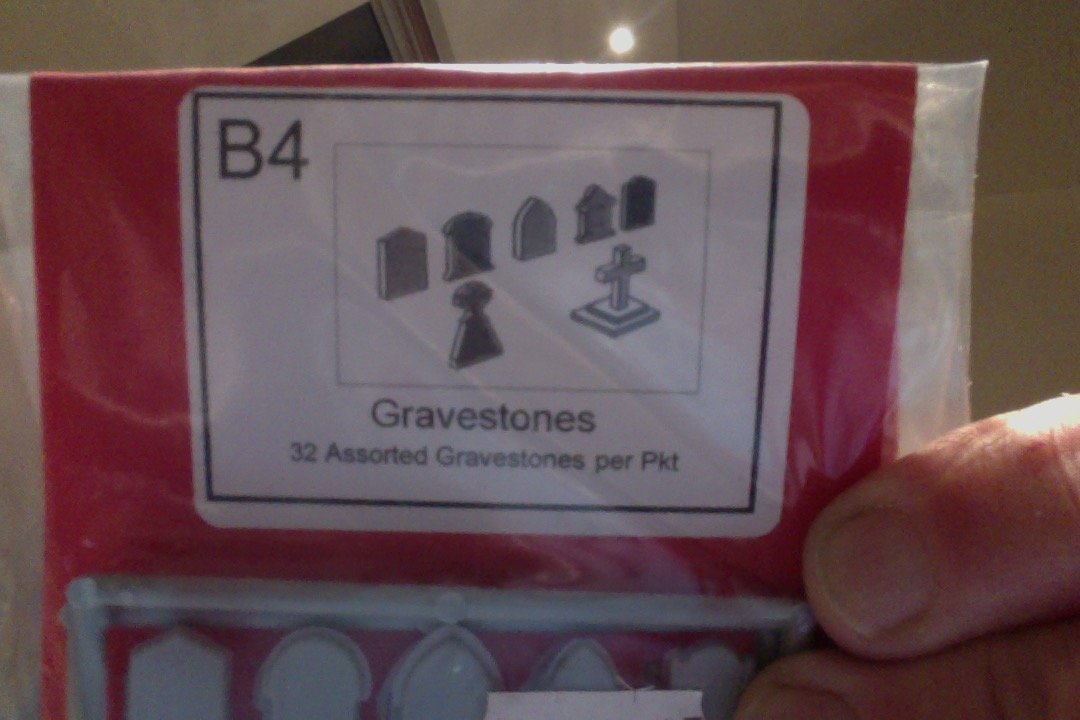 B4
Gravestones
32 Assorted Gravestones per Pkt